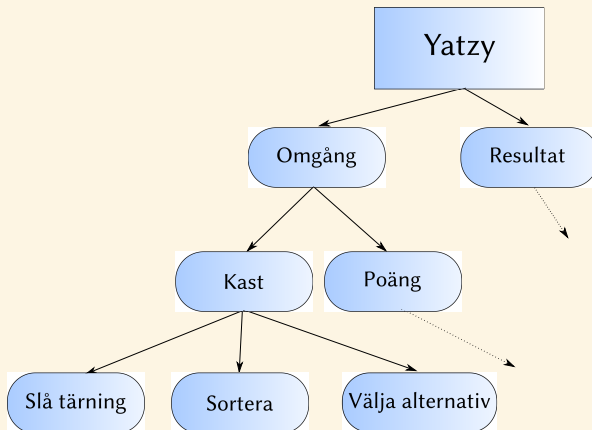 Yatzy
Omgång
Resultat
Kast
Poäng
Slå tärning
Sortera
Välja alternativ